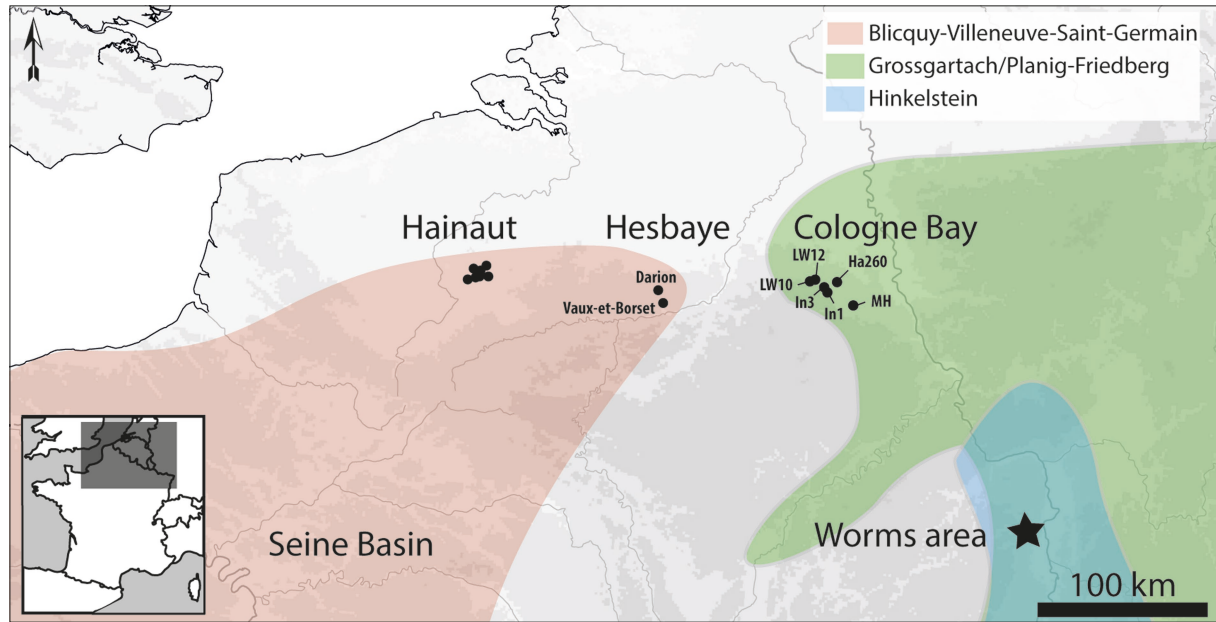 Blicquy-Villeneuve-Saint-Germain
Grossgartach/Planig-Friedberg
Hinkelstein
Hainaut
Hesbaye
Cologne Bay
LW12
Ha260
LW10
In3
In1
MH
Darion
Vaux-et-Borset
Seine Basin
Worms area
100 km